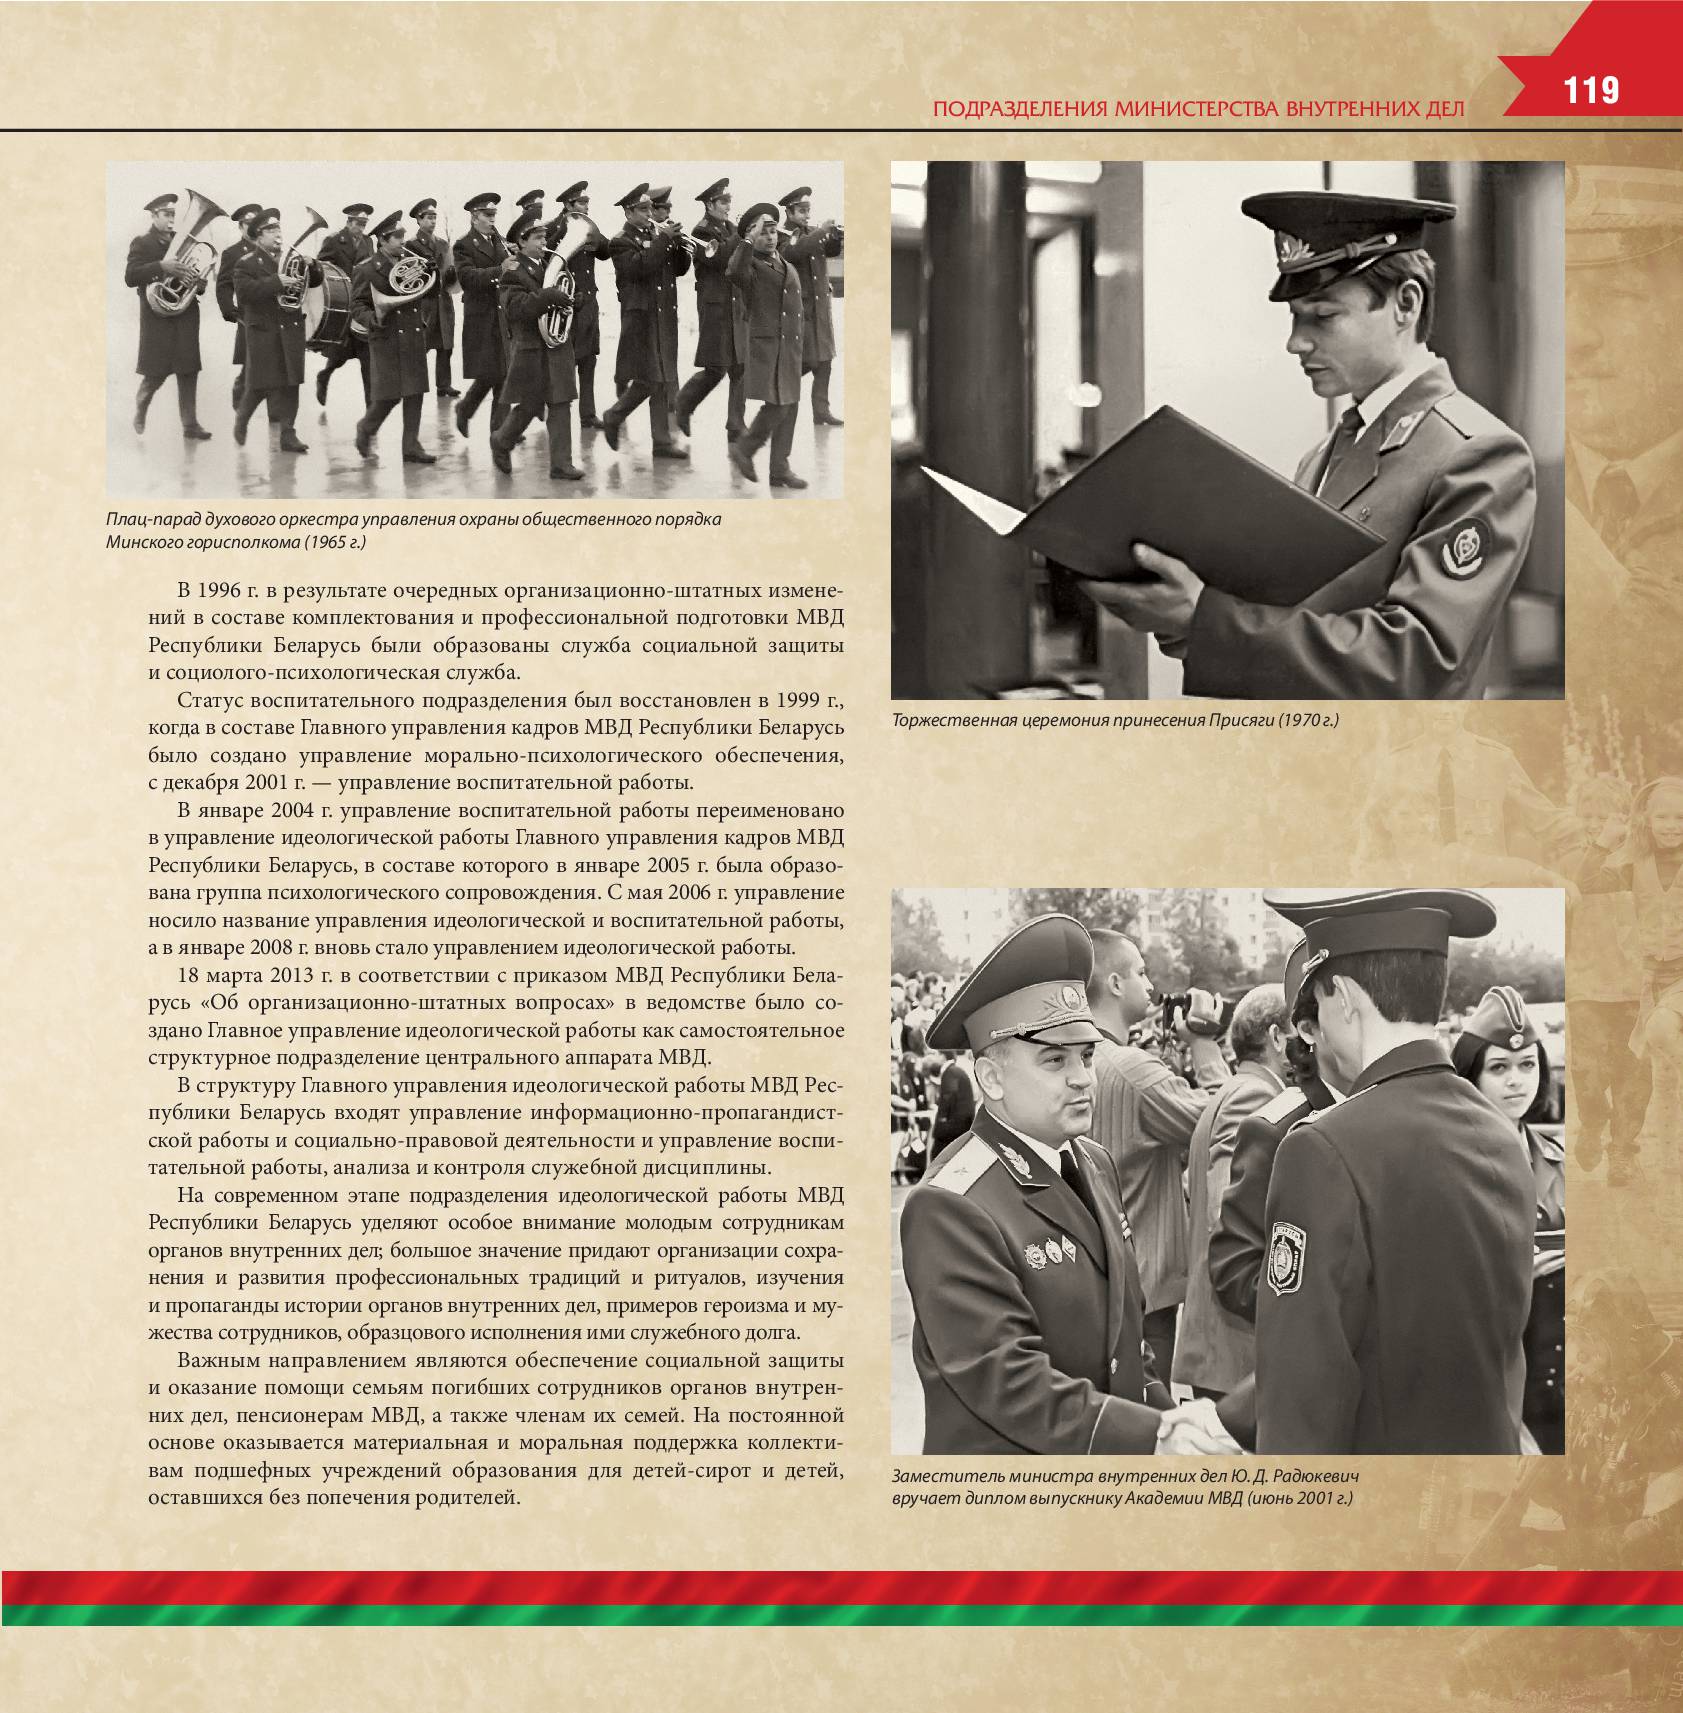 119
ПОДРАЗДЕЛЕНИЯ МИНИСТЕРСТВА ВНУТРЕННИХ ДЕЛ
Плац-парад духового оркестра управления охраны общественного порядка
Минского горисполкома (1965 г.)
В 1996 г. в результате очередных организационно-штатных измене-
ний в составе комплектования и профессиональной подготовки МВД
Республики Беларусь были образованы служба социальной защиты
и социолого-психологическая служба.
Статус воспитательного подразделения был восстановлен в 1999 г.,
когда в составе Главного управления кадров МВД Республики Беларусь
было создано управление морально-психологического обеспечения,
с декабря 2001 г. — управление воспитательной работы.
В январе 2004 г. управление воспитательной работы переименовано
в управление идеологической работы Главного управления кадров МВД
Республики Беларусь, в составе которого в январе 2005 г. была образо-
вана группа психологического сопровождения. С мая 2006 г. управление
носило название управления идеологической и воспитательной работы,
а в январе 2008 г. вновь стало управлением идеологической работы.
18 марта 2013 г. в соответствии с приказом МВД Республики Бела-
русь «Об организационно-штатных вопросах» в ведомстве было со-
здано Главное управление идеологической работы как самостоятельное
структурное подразделение центрального аппарата МВД.
В структуру Главного управления идеологической работы МВД Рес-
публики Беларусь входят управление информационно-пропагандист-
ской работы и социально-правовой деятельности и управление воспи-
тательной работы, анализа и контроля служебной дисциплины.
На современном этапе подразделения идеологической работы МВД
Республики Беларусь уделяют особое внимание молодым сотрудникам
органов внутренних дел; большое значение придают организации сохра-
нения и развития профессиональных традиций и ритуалов, изучения
и пропаганды истории органов внутренних дел, примеров героизма и му-
жества сотрудников, образцового исполнения ими служебного долга.
Важным направлением являются обеспечение социальной защиты
и оказание помощи семьям погибших сотрудников органов внутрен-
них дел, пенсионерам МВД, а также членам их семей. На постоянной
основе оказывается материальная и моральная поддержка коллекти-
вам подшефных учреждений образования для детей-сирот и детей,
оставшихся без попечения родителей.
Торжественная церемония принесения Присяги (1970 г.)
Заместитель министра внутренних дел Ю. Д. Радюкевич
вручает диплом выпускнику Академии МВД (июнь 2001 г.)